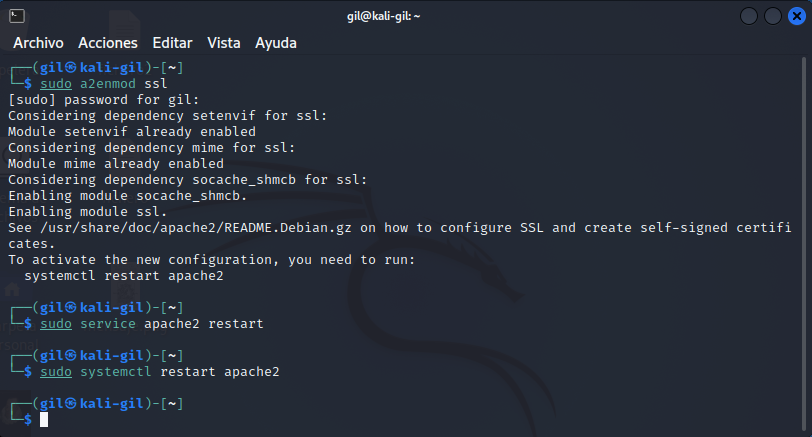 gil@kali-gil: ~
Archivo Acciones Editar Vista Ayuda
┌──(gil㉿kali-gil)-[~]
└─$ sudo a2enmod ssl
[sudo] password for gil:
Considering dependency setenvif for ssl:
Module setenvif already enabled
Considering dependency mime for ssl:
Module mime already enabled
Considering dependency socache_shmcb for ssl:
Enabling module socache_shmcb.
Enabling module ssl.
See /usr/share/doc/apache2/README.Debian.gz on how to configure SSL and create self-signed certifi
cates.
To activate the new configuration, you need to run:
  systemctl restart apache2
┌──(gil㉿kali-gil)-[~]
└─$ sudo service apache2 restart
┌──(gil㉿kali-gil)-[~]
└─$ sudo systemctl restart apache2
┌──(gil㉿kali-gil)-[~]
└─$